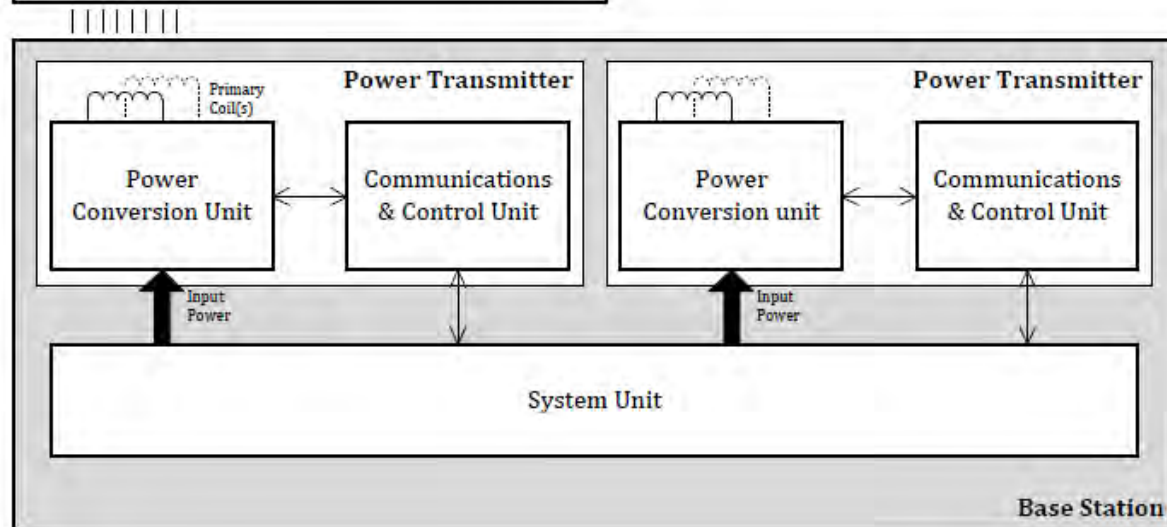 Power Transmitter
Primary
Coil(s)
Power
Conversion Unit
Communications
& Control Unit
Input
Power
Power Transmitter
Power
Conversion unit
Communications
& Control Unit
Input
Power
System Unit
Base Station